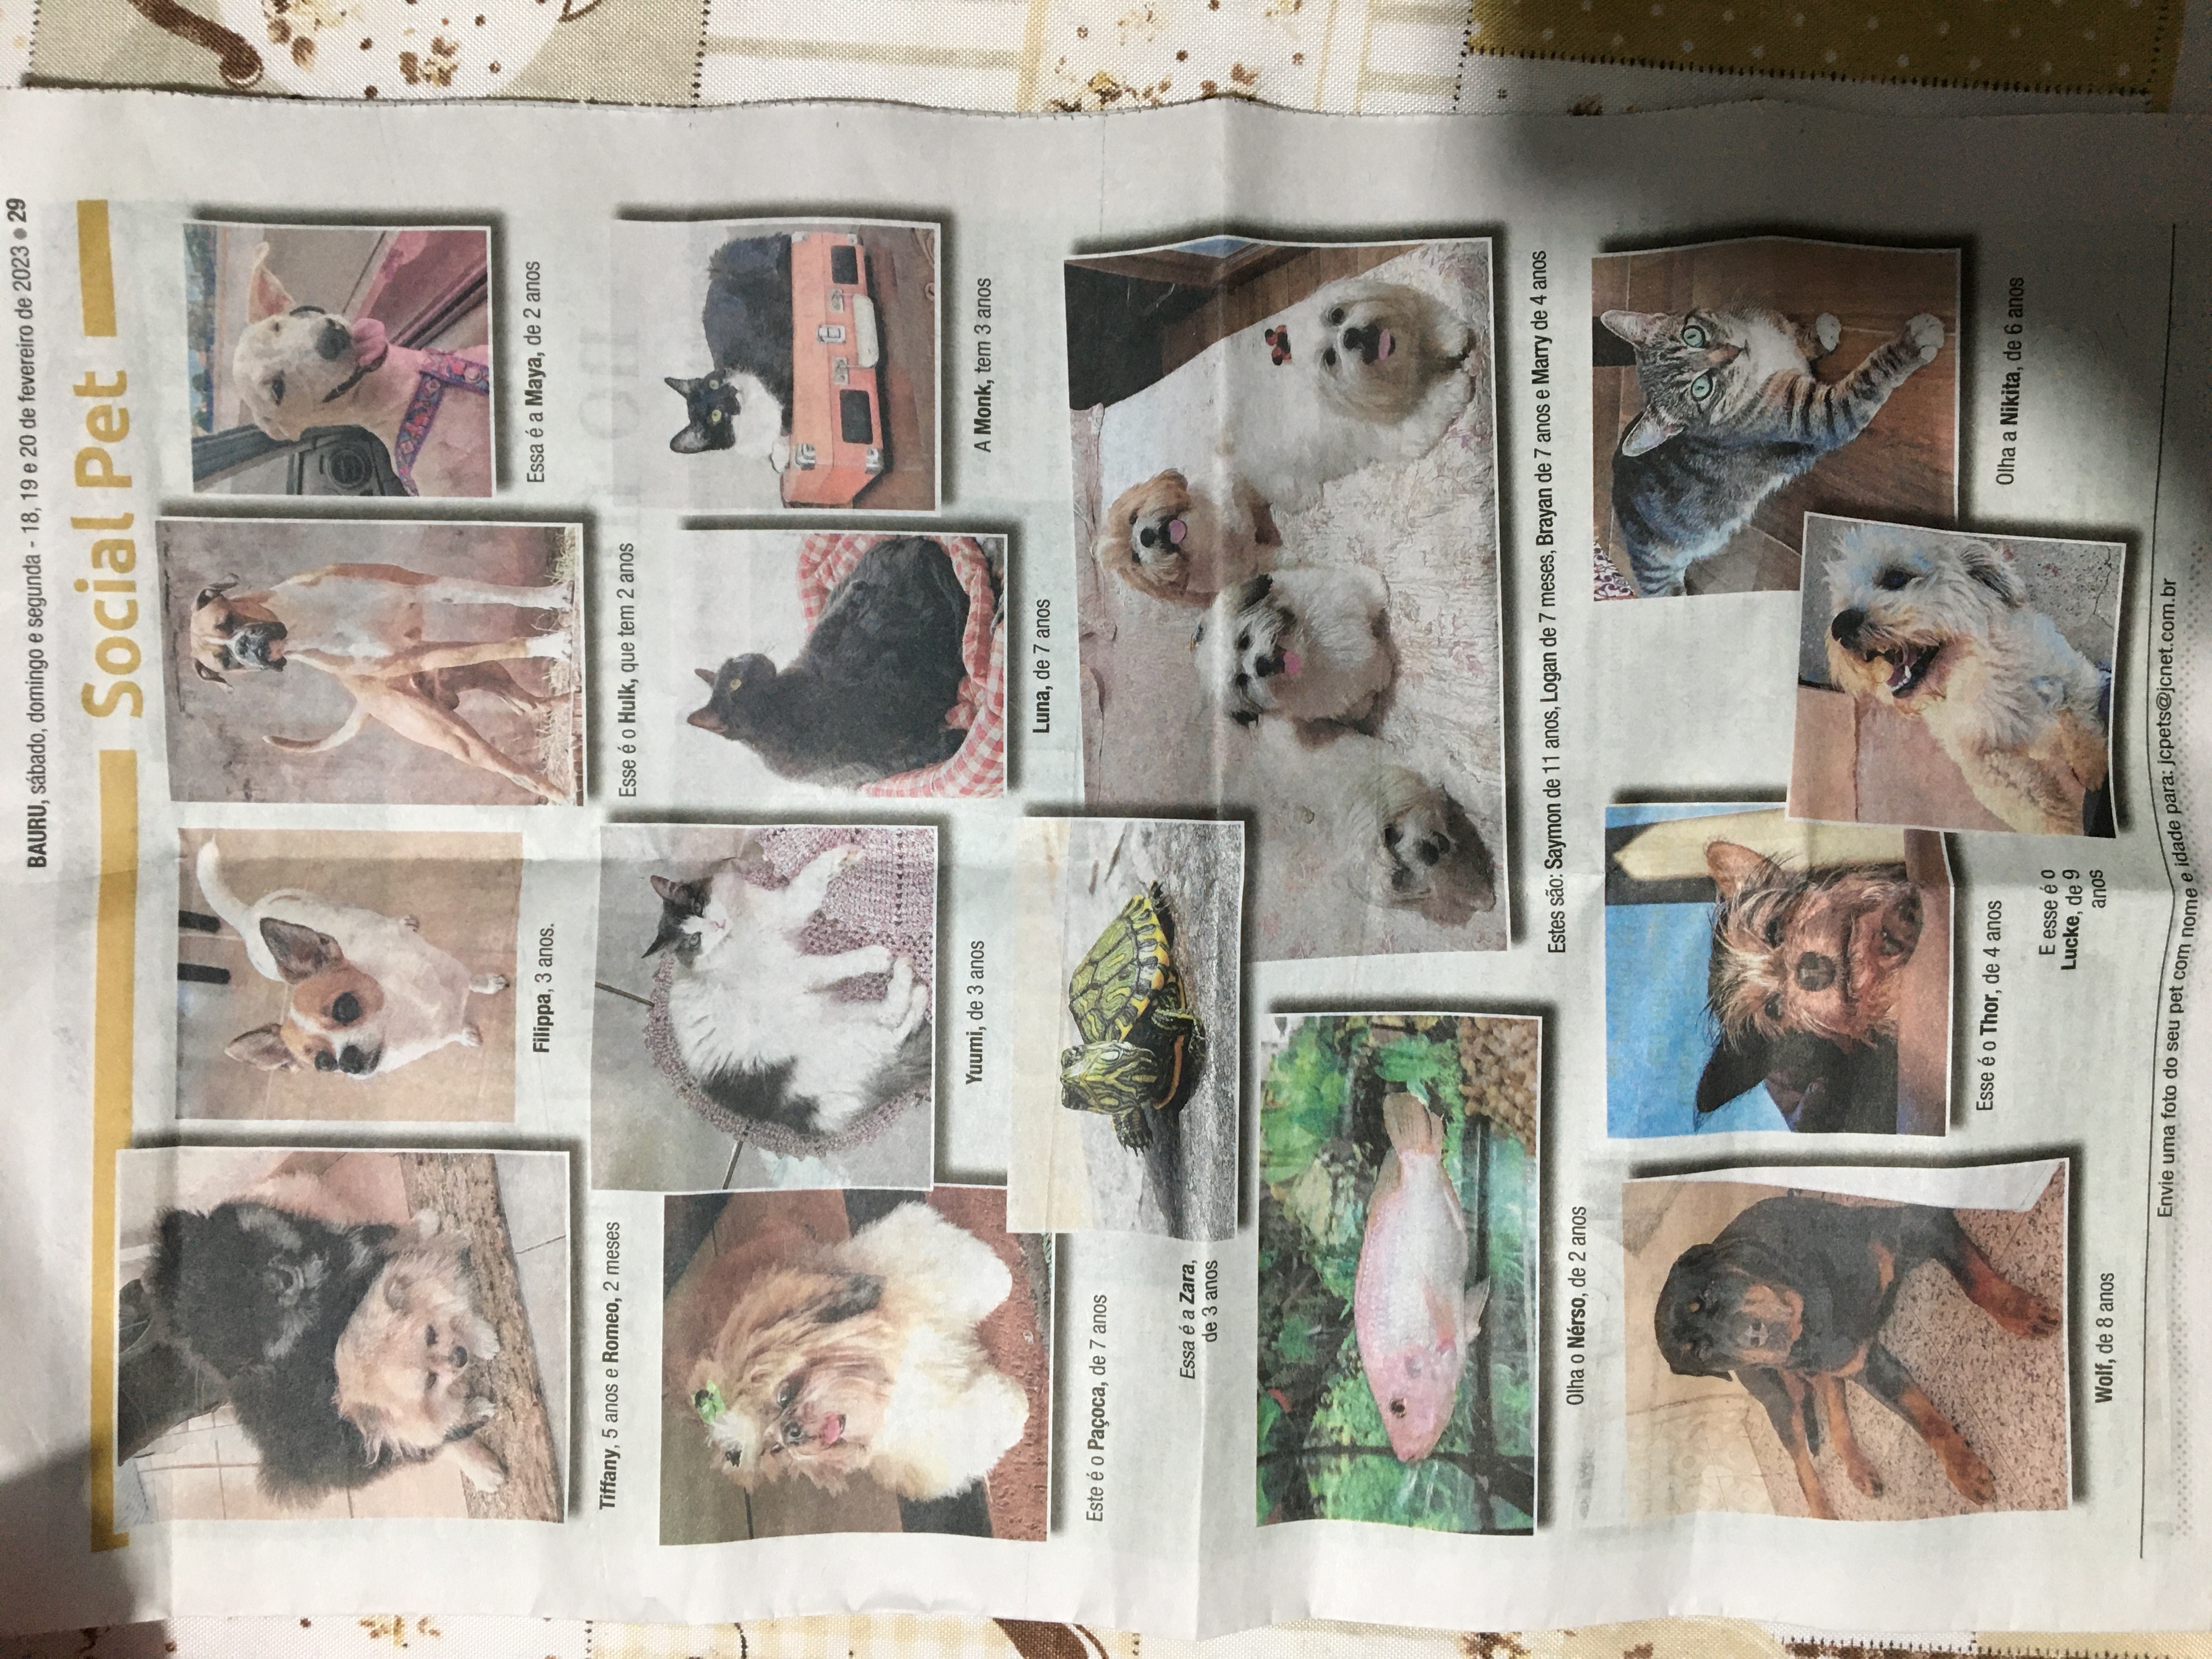 BAURU, sábado, domingo e segunda - 18, 19 e 20 de fevereiro de 2023 ● 29
Social Pet
Tiffany, 5 anos e Romeo, 2 meses
Filippa, 3 anos.
Esse é o Hulk, que tem 2 anos
Essa é a Maya, de 2 anos
Este é o Paçoca, de 7 anos
Yuumi, de 3 anos
Luna, de 7 anos
A Monk, tem 3 anos
Essa é a Zara,
de 3 anos
Olha o Nérso, de 2 anos
Estes são: Saymon de 11 anos, Logan de 7 meses, Brayan de 7 anos e Marry de 4 anos
Wolf, de 8 anos
Esse é o Thor, de 4 anos
E esse é o
Lucke, de 9
anos
Olha a Nikita, de 6 anos
Envie uma foto do seu pet com nome e idade para: jcpets@jcnet.com.br